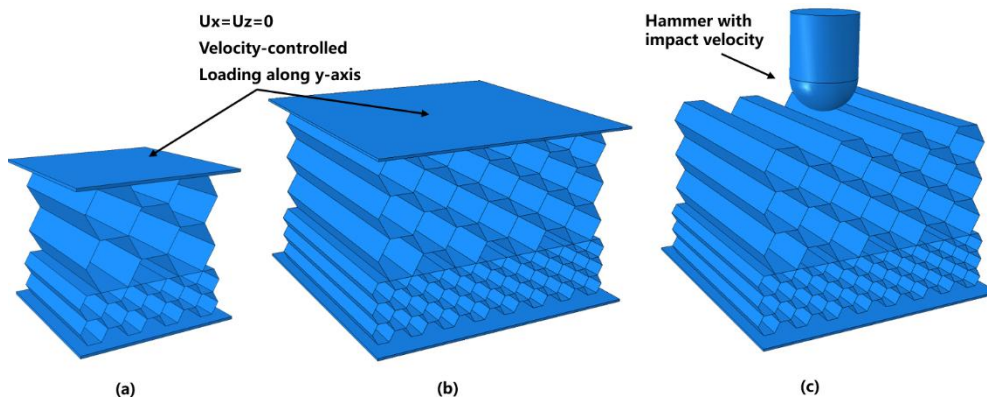 Ux=Uz=0
Velocity-controlled
Loading along y-axis
Hammer with
impact velocity
(a)
(b)
(c)